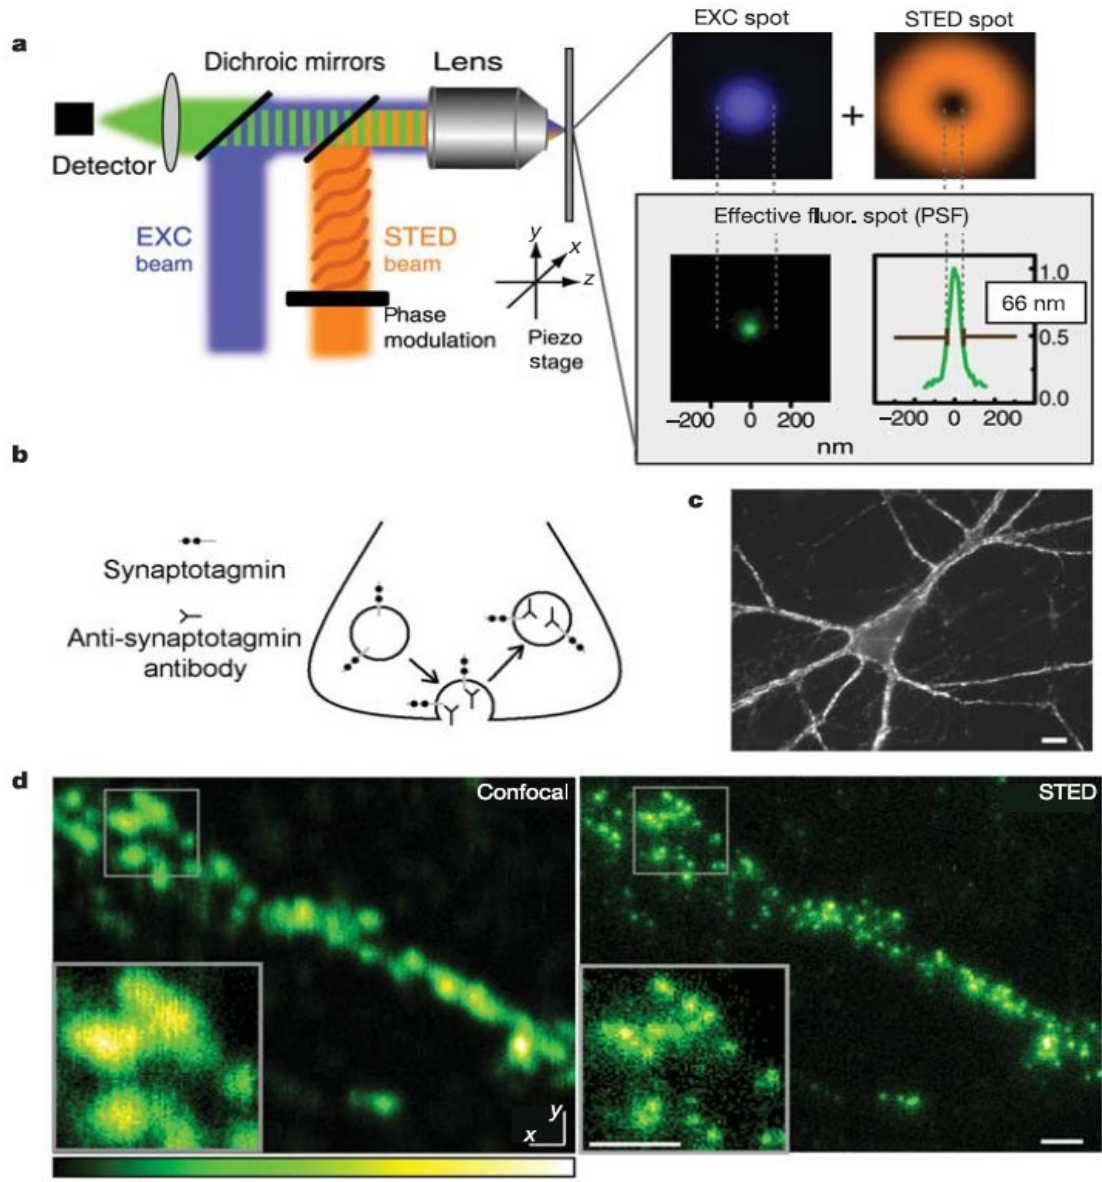 a
EXC spot
STED spot
Dichroic mirrors
Lens
+
Detector
EXC
beam
STED
beam
Phase
modulation
y
x
z
Piezo
stage
Effective fluor. spot (PSF)
1.0
66 nm
0.5
0.0
−200 0 200
−200 0 200
nm
b
Synaptotagmin
Anti-synaptotagmin
antibody
c
d
Confocal
STED
y
x